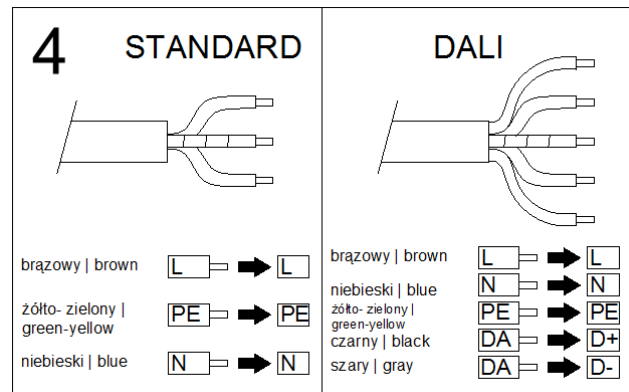 4 STANDARD
brązowy | brown L L
żółto- zielony |
green-yellow PE PE
niebieski | blue N N
DALI
brązowy | brown L L
niebieski | blue N N
żółto- zielony |
green-yellow PE PE
czarny | black DA D+
szary | gray DA D-